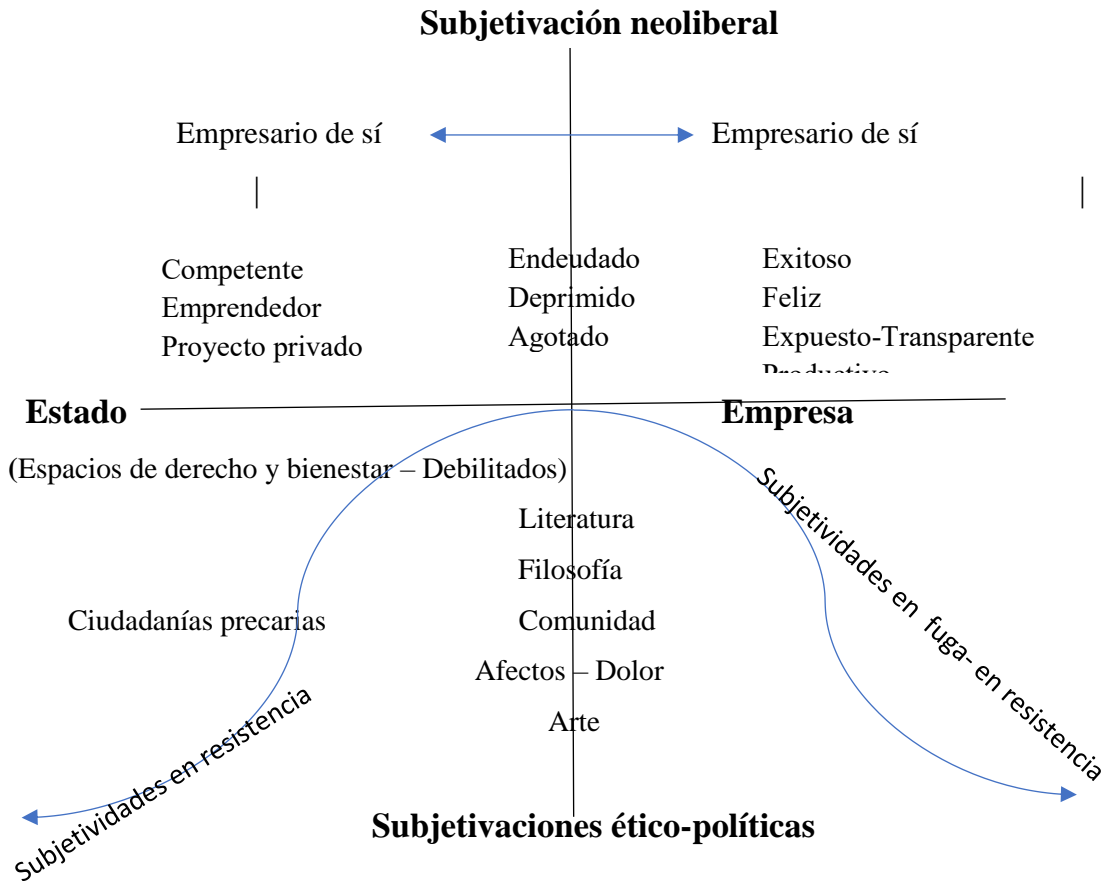 Subjetivación neoliberal
Empresario de sí
Empresario de sí
Competente
Emprendedor
Proyecto privado
Endeudado
Deprimido
Agotado
Exitoso
Feliz
Expuesto-Transparente
Productivo
Estado
Empresa
(Espacios de derecho y bienestar – Debilitados)
Literatura
Filosofía
Ciudadanías precarias
Comunidad
Afectos – Dolor
Arte
Subjetividades en resistencia
Subjetividades en fuga- en resistencia
Subjetivaciones ético-políticas